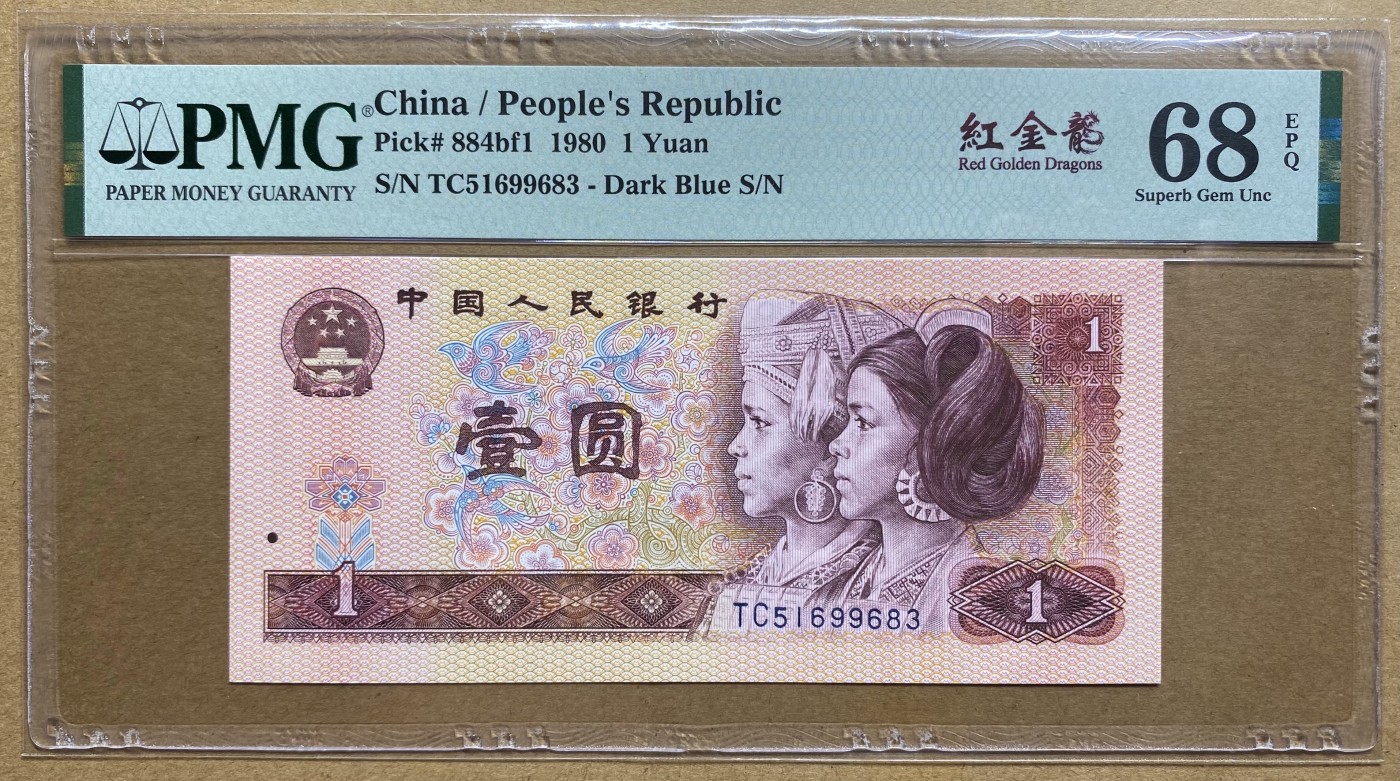 PMG®
PAPER MONEY GUARANTY
China / People's Republic
Pick# 884bf1 1980 1 Yuan
S/N TC51699683 - Dark Blue S/N
紅金龍
Red Golden Dragons
68
EPQ
Superb Gem Unc
中国人民银行
1
壹圆
1
TC51699683
1